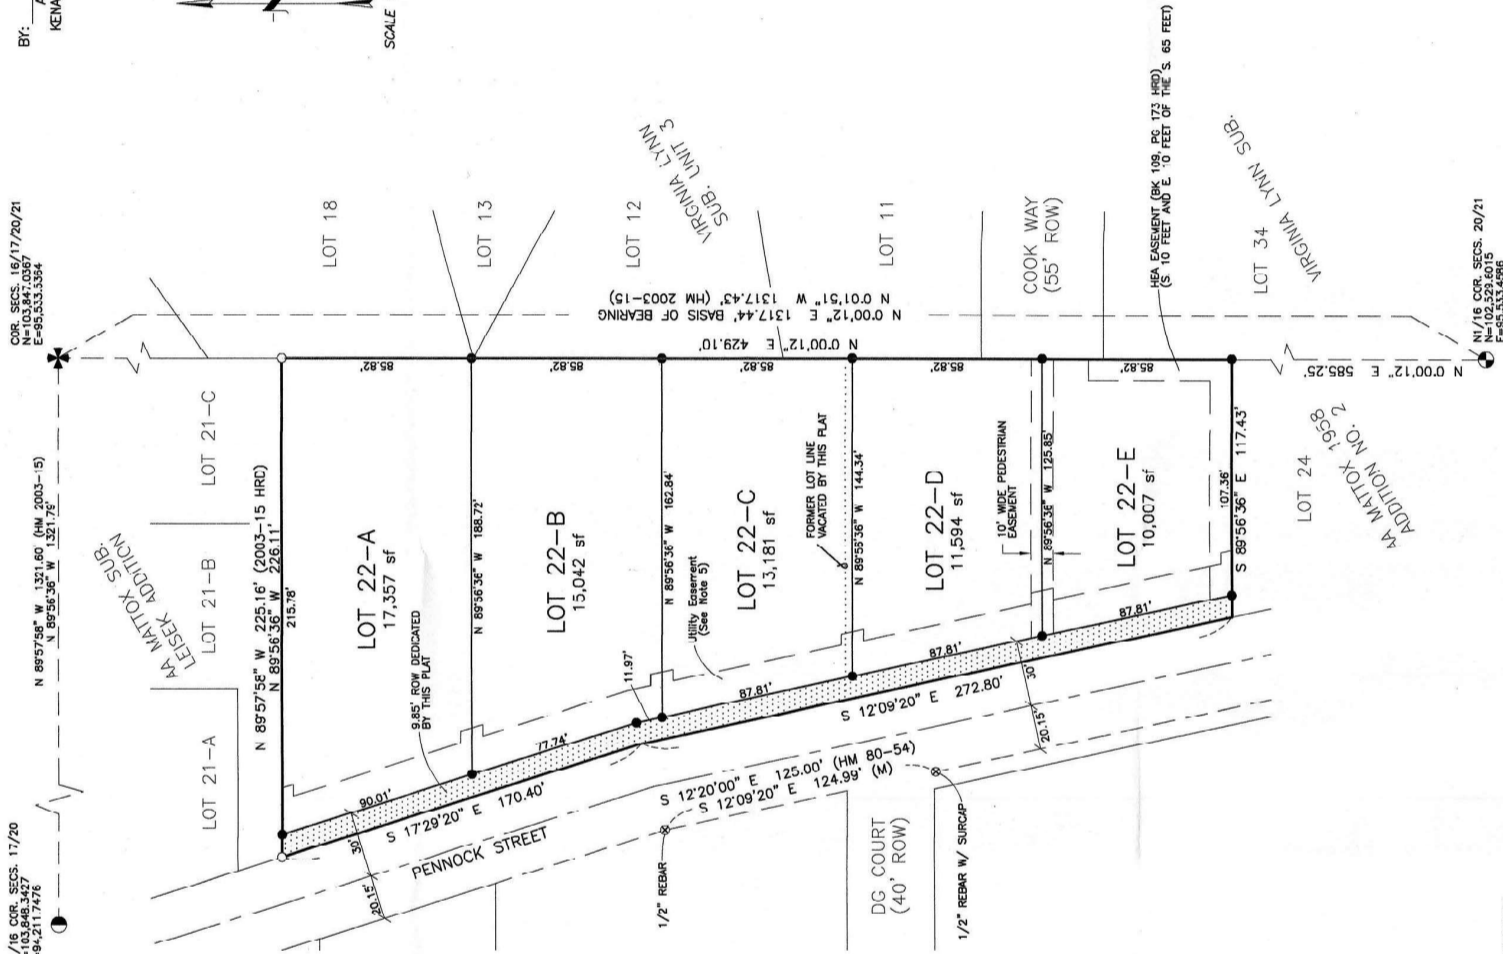 BY:
KENA
SCALE
COR. SECS. 16/17/20/21
N=103,847.0367
E=95,533.5364
/16 COR. SECS. 17/20
103,848.3427
94,211.7476
N 89°57'58" W 1321.60 (HM 2003-15)
N 89°56'36" W 1321.79'
AA MATTOX SUB.
LEISEK ADDITION
LOT 21-A
LOT 21-B
LOT 21-C
N 89°57'58" W 225.16' (2003-15 HRD)
N 89°56'36" W 226.11'
215.78'
LOT 18
LOT 13
LOT 12
VIRGINIA LYNN
SUB. UNIT 3
LOT 11
COOK WAY
(55' ROW)
HEA EASEMENT (BK 109, PG 173 HRD)
(S. 10 FEET AND E. 10 FEET OF THE S. 65 FEET)
LOT 34
VIRGINIA LYNN SUB.
N 0°01'51" W 1317.43' (HM 2003-15)
N 0°00'12" E 1317.44' BASIS OF BEARING
N 0°00'12" E 429.10'
85.82'
85.82'
85.82'
85.82'
85.82'
N 0°00'12" E 585.25'
N1/16 COR. SECS. 20/21
N=102,529.6015
LOT 22-A
17,357 sf
9.85' ROW DEDICATED
BY THIS PLAT
N 89°56'36" W 188.72'
LOT 22-B
15,042 sf
11.97'
N 89°56'36" W 162.84'
Utility Easement
(See Note 5)
LOT 22-C
13,181 sf
FORMER LOT LINE
VACATED BY THIS PLAT
N 89°56'36" W 144.34'
LOT 22-D
11,594 sf
10' WIDE PEDESTRIAN
EASEMENT
N 89°56'36" W 125.85'
LOT 22-E
10,007 sf
107.36'
S 89°56'36" E 117.43'
LOT 24
AA MATTOX 1958
ADDITION NO. 2
90.01'
77.74'
87.81'
87.81'
87.81'
S 17°29'20" E 170.40'
S 12°09'20" E 272.80'
30'
20.15'
30'
20.15'
PENNOCK STREET
S 12°20'00" E 125.00' (HM 80-54)
S 12°09'20" E 124.99' (M)
1/2" REBAR
DG COURT
(40' ROW)
1/2" REBAR W/ SURCAP